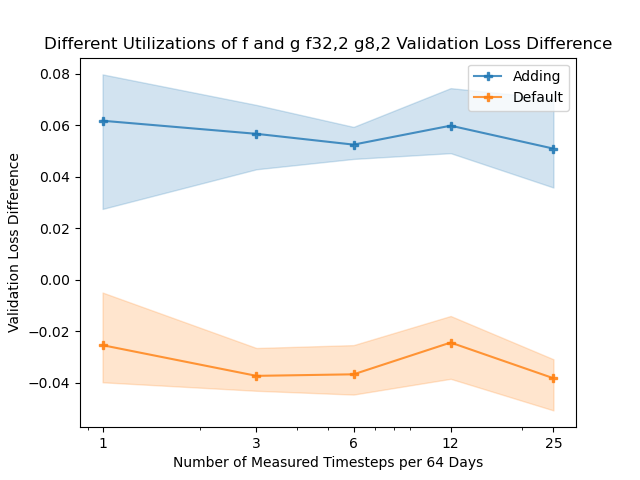 Different Utilizations of f and g f32,2 g8,2 Validation Loss Difference
Adding
Default
0.08
0.06
0.04
0.02
0.00
−0.02
−0.04
Validation Loss Difference
1 3 6 12 25
Number of Measured Timesteps per 64 Days